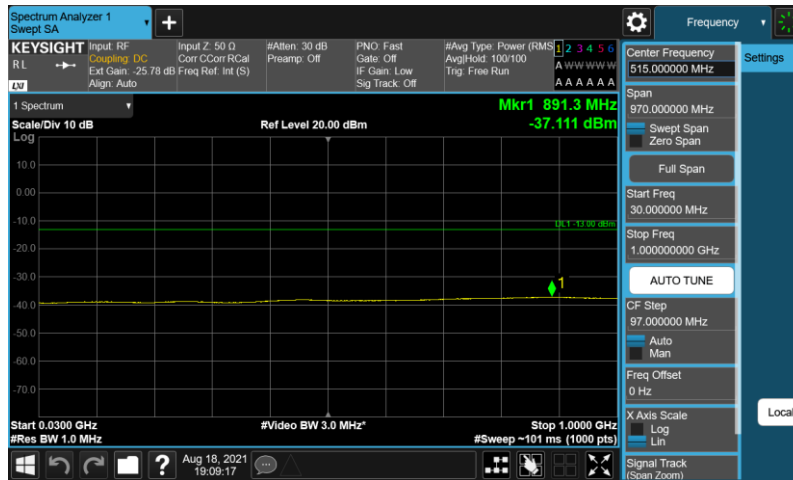 Spectrum Analyzer 1
Swept SA
Frequency
KEYSIGHT
RL
LXI
Input: RF
Coupling: DC
Ext Gain: -25.78 dB
Align: Auto
Input Z: 50 Ω
Corr CCorr RCal
Freq Ref: Int (S)
#Atten: 30 dB
Preamp: Off
PNO: Fast
Gate: Off
IF Gain: Low
Sig Track: Off
#Avg Type: Power (RMS
Avg|Hold: 100/100
Trig: Free Run
1 2 3 4 5 6
A W W W W W
A A A A A A
1 Spectrum
Scale/Div 10 dB
Log
Ref Level 20.00 dBm
Mkr1 891.3 MHz
-37.111 dBm
10.0
0.00
-10.0
DL1 -13.00 dBm
-20.0
-30.0
1
-40.0
-50.0
-60.0
-70.0
Start 0.0300 GHz
#Video BW 3.0 MHz*
Stop 1.0000 GHz
#Res BW 1.0 MHz
#Sweep ~101 ms (1000 pts)
?
Aug 18, 2021
19:09:17
Center Frequency
515.000000 MHz
Settings
Span
970.000000 MHz
Swept Span
Zero Span
Full Span
Start Freq
30.000000 MHz
Stop Freq
1.000000000 GHz
AUTO TUNE
CF Step
97.000000 MHz
Auto
Man
Freq Offset
0 Hz
X Axis Scale
Log
Lin
Local
Signal Track
(Span Zoom)